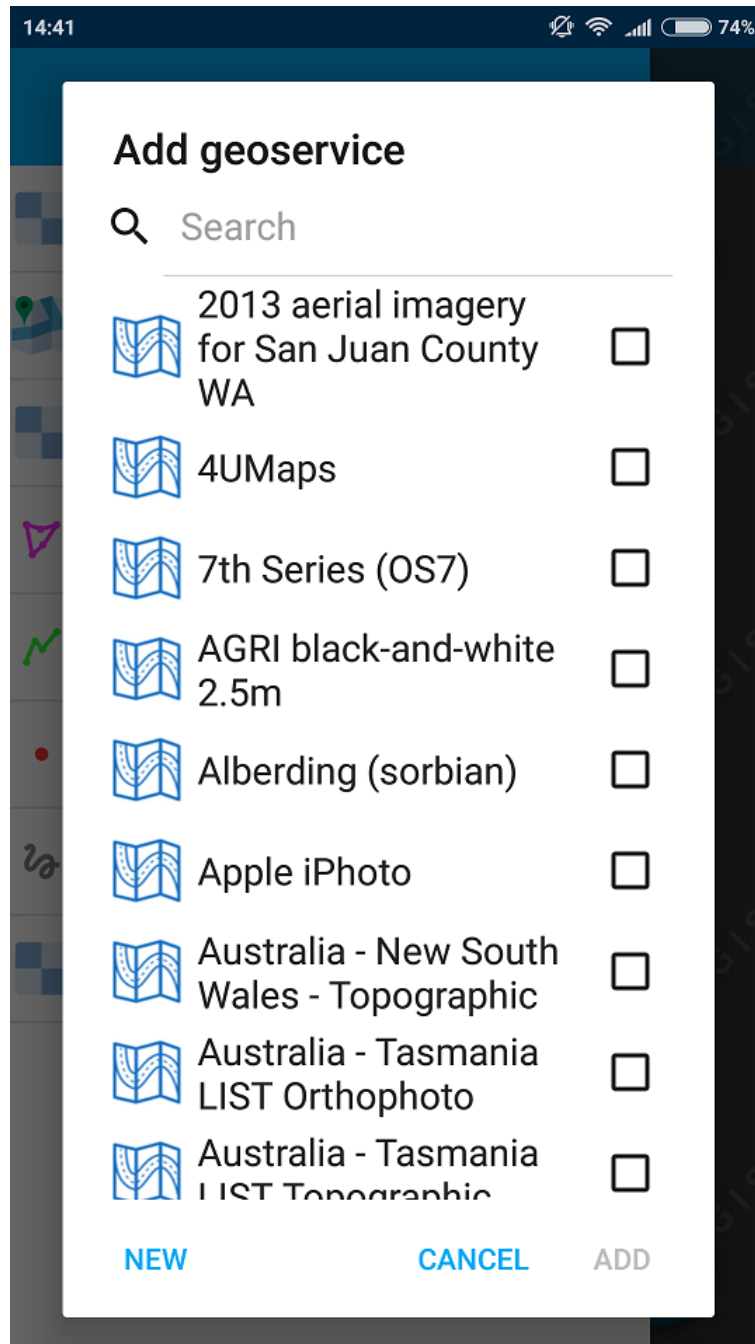 14:41
74%
Add geoservice
Search
2013 aerial imagery
for San Juan County
WA
4UMaps
7th Series (OS7)
AGRI black-and-white
2.5m
Alberding (sorbian)
Apple iPhoto
Australia - New South
Wales - Topographic
Australia - Tasmania
LIST Orthophoto
Australia - Tasmania
LIST Topographic
NEW
CANCEL
ADD